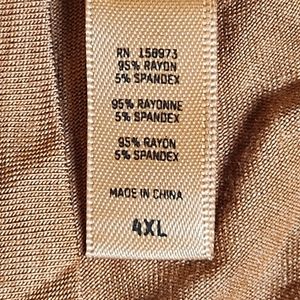 RN 158973
95% RAYON
5% SPANDEX
95% RAYONNE
5% SPANDEX
95% RAYON
5% SPANDEX
MADE IN CHINA
4XL